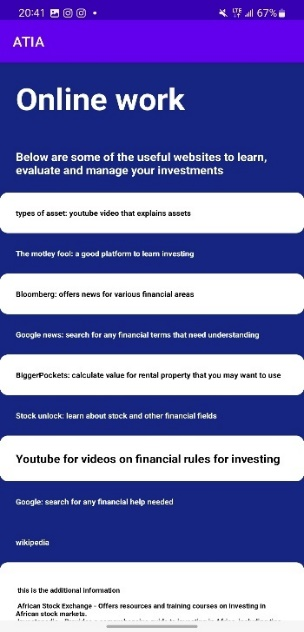 20:41 67%
ATIA
Online work
Below are some of the useful websites to learn,
evaluate and manage your investments
types of asset: youtube video that explains assets
The motley fool: a good platform to learn investing
Bloomberg: offers news for various financial areas
Google news: search for any financial terms that need understanding
BiggerPockets: calculate value for rental property that you may want to use
Stock unlock: learn about stock and other financial fields
Youtube for videos on financial rules for investing
Google: search for any financial help needed
wikipedia
this is the additional information
African Stock Exchange - Offers resources and training courses on investing in
African stock markets.